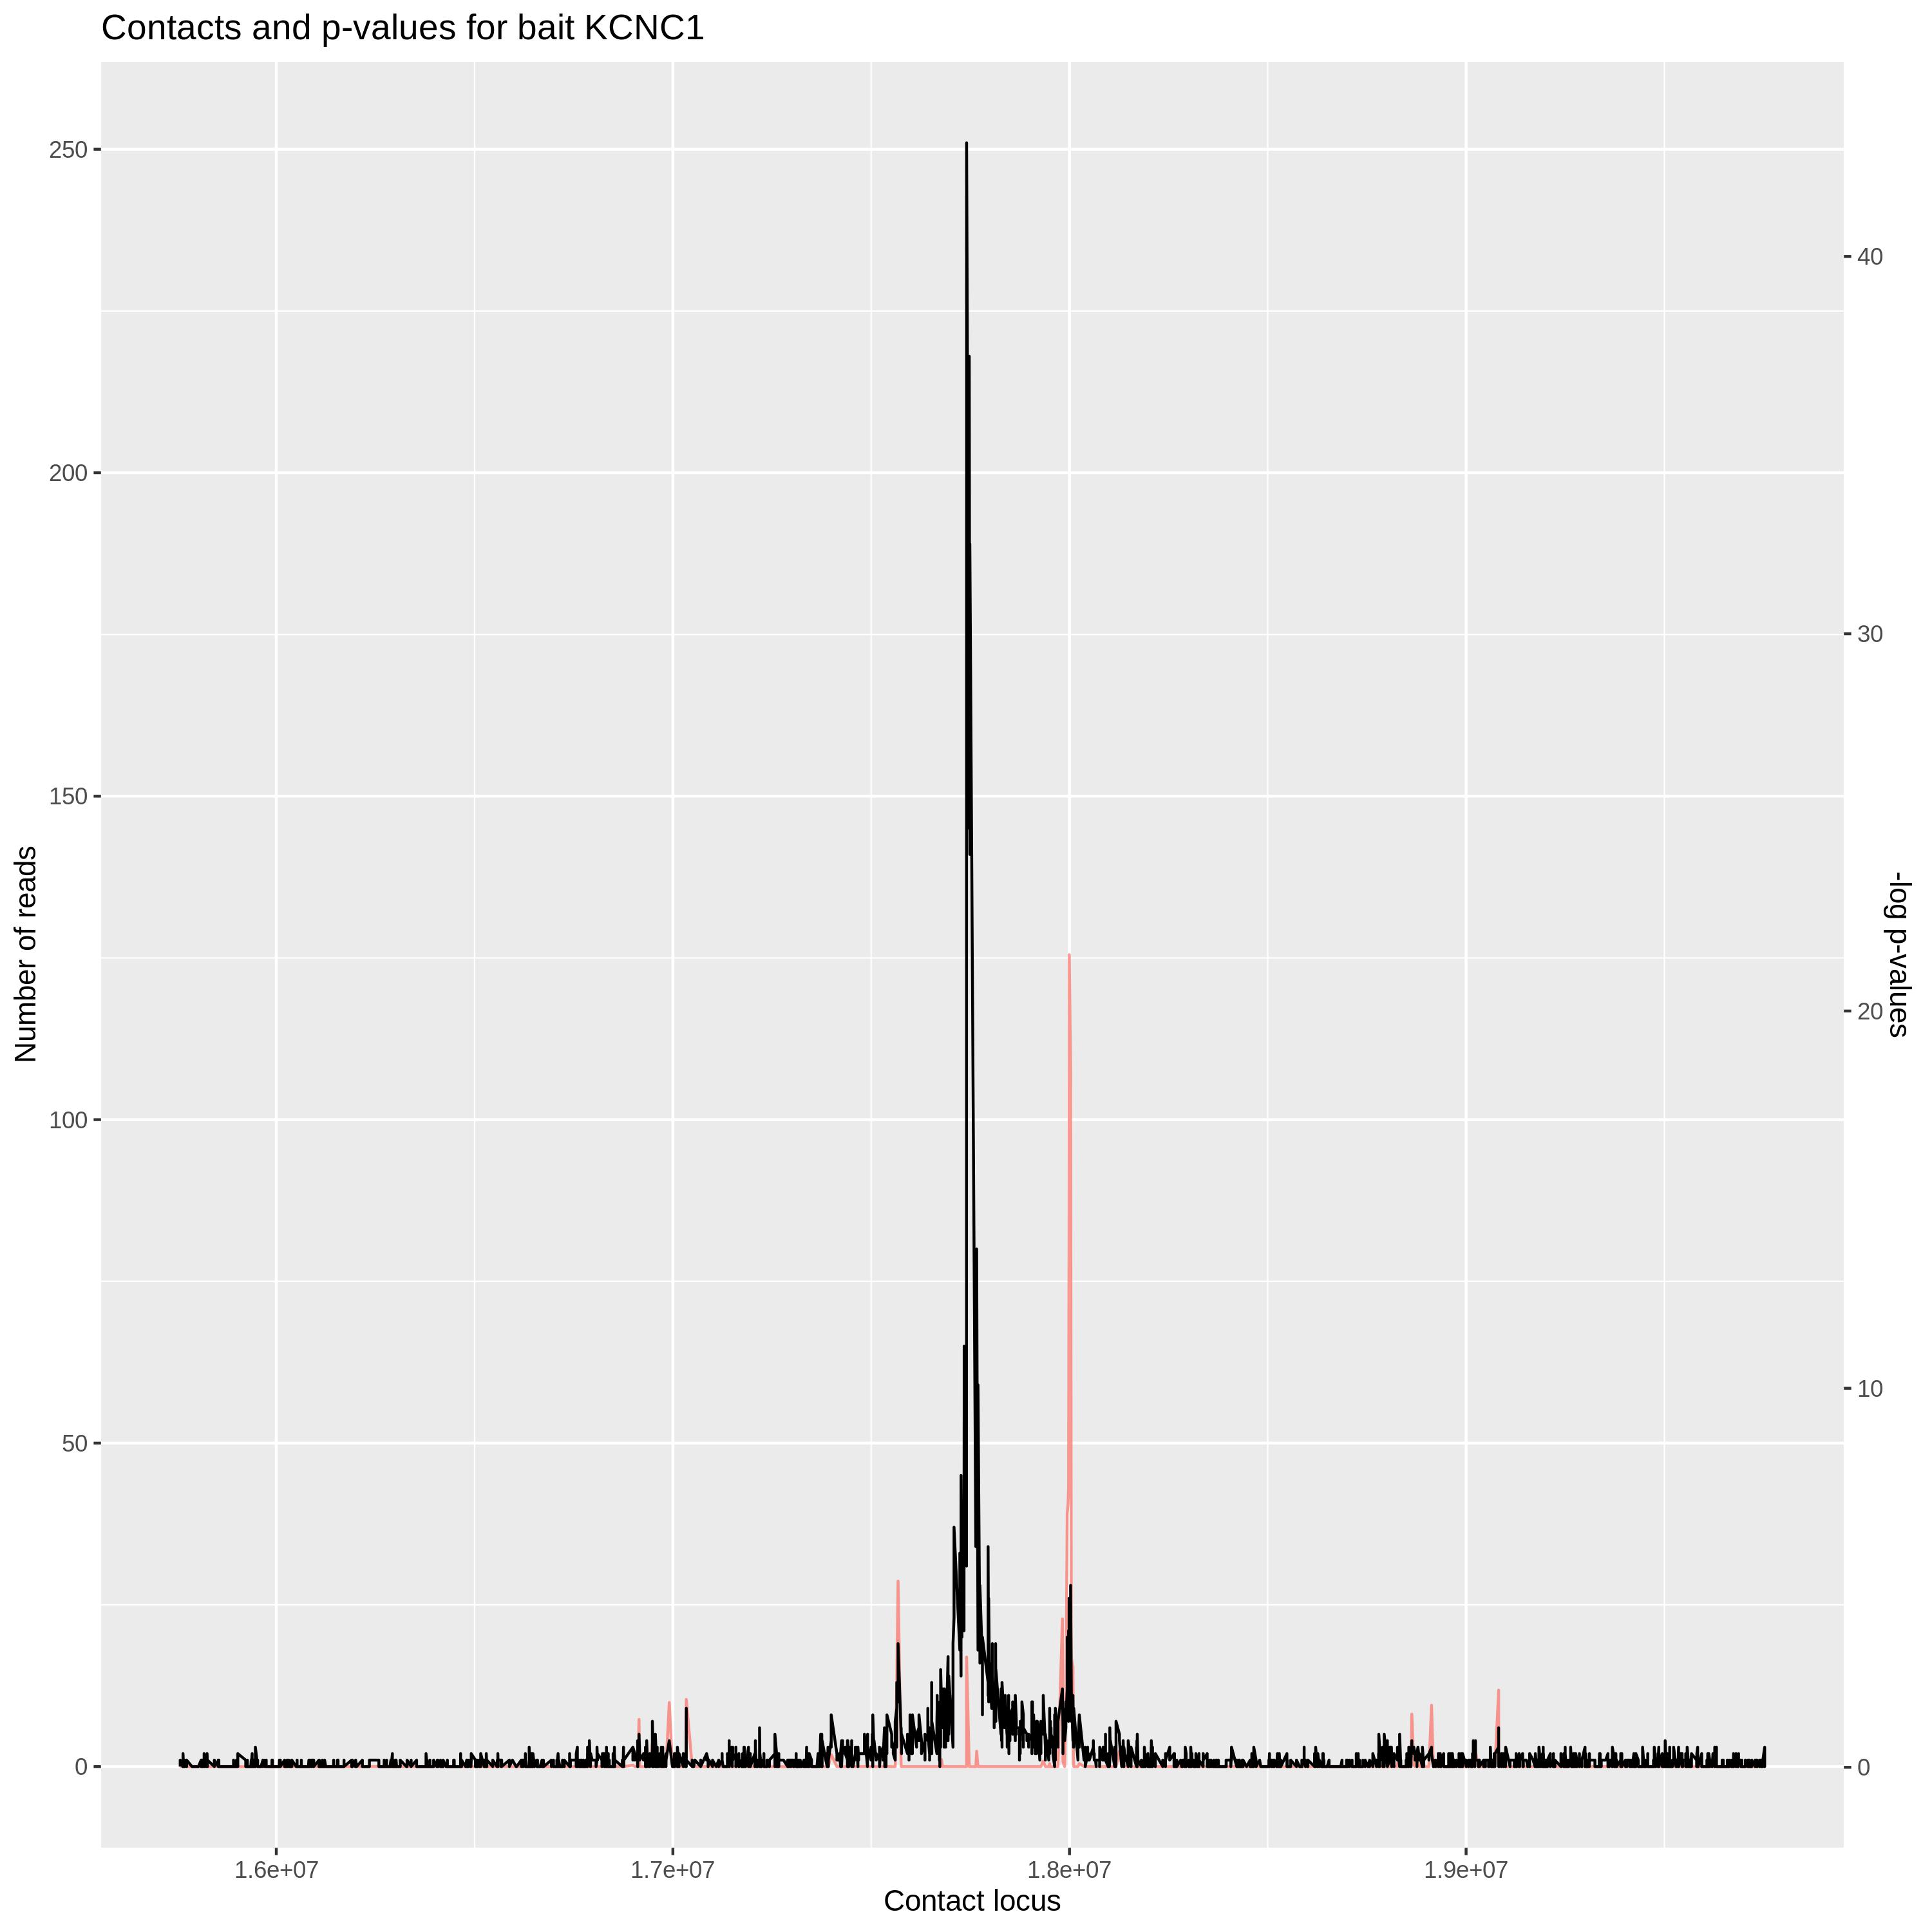 Contacts and p-values for bait KCNC1
250
200
150
100
50
0
Number of reads
40
30
20
10
0
-log p-values
1.6e+07
1.7e+07
1.8e+07
1.9e+07
Contact locus